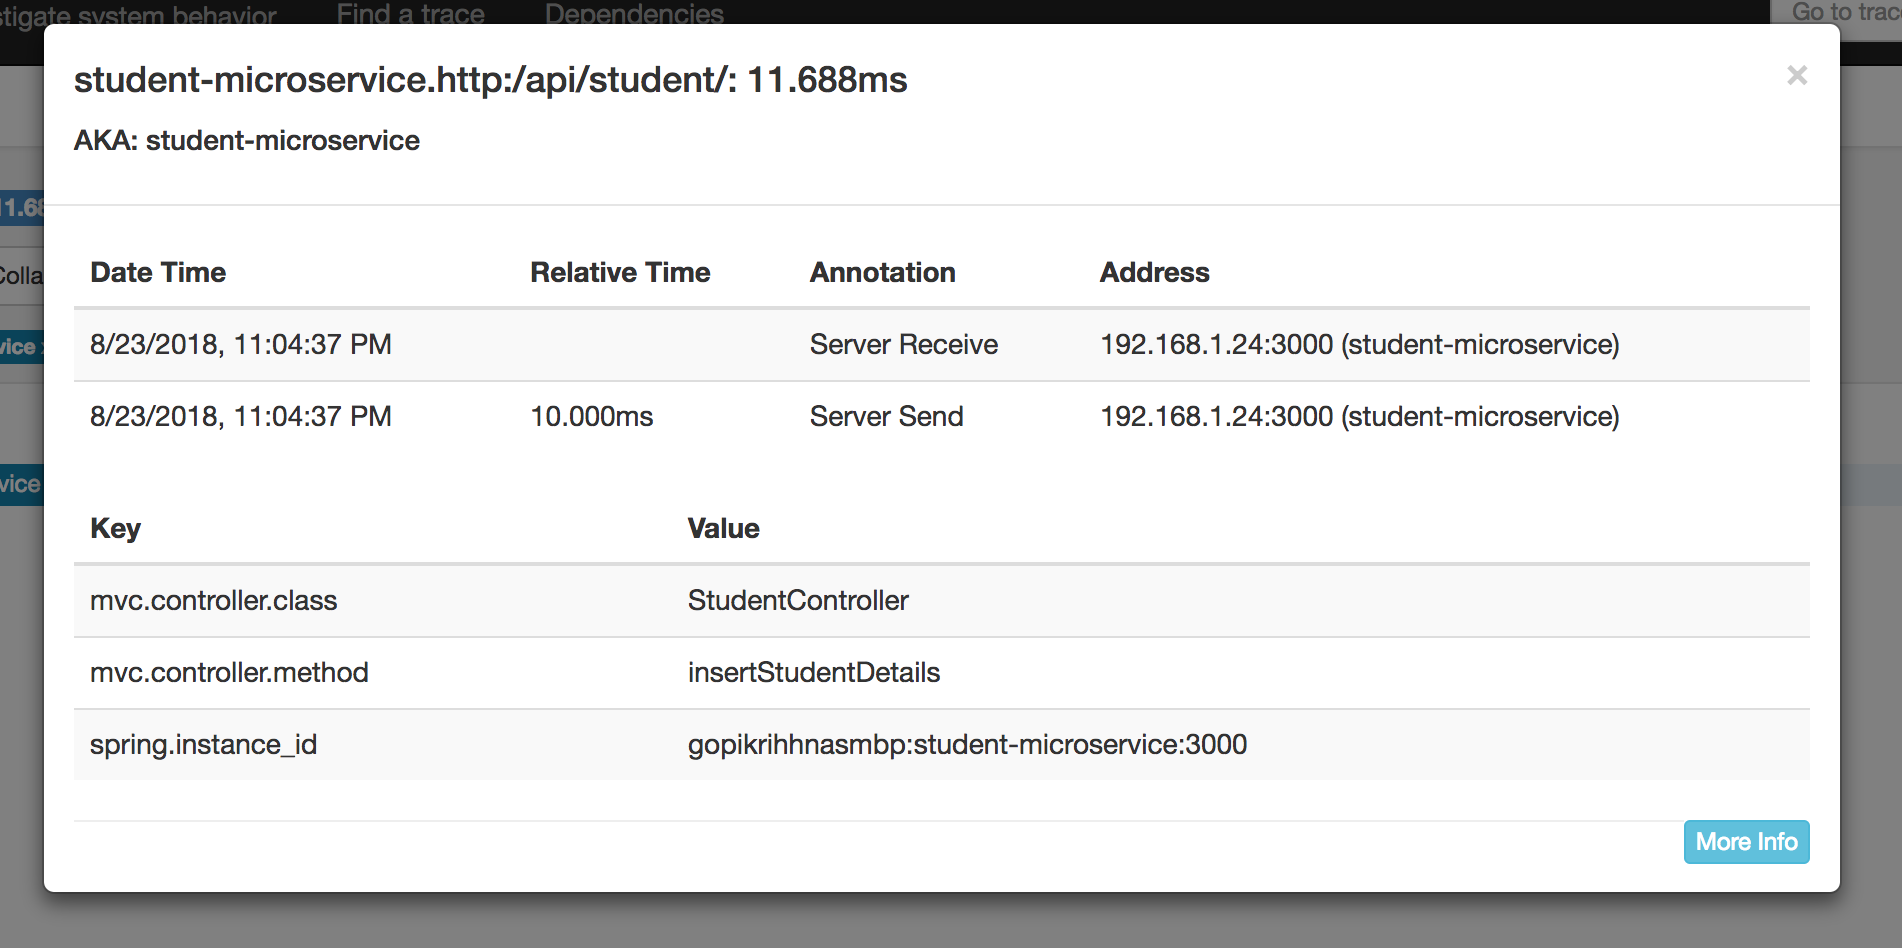 stigate system behavior Find a trace Dependencies Go to trac
student-microservice.http:/api/student/: 11.688ms ×
AKA: student-microservice
11.68
Colla
vice
vice
Date Time Relative Time Annotation Address
8/23/2018, 11:04:37 PM Server Receive 192.168.1.24:3000 (student-microservice)
8/23/2018, 11:04:37 PM 10.000ms Server Send 192.168.1.24:3000 (student-microservice)
Key Value
mvc.controller.class StudentController
mvc.controller.method insertStudentDetails
spring.instance_id gopikrihhnasmbp:student-microservice:3000
More Info